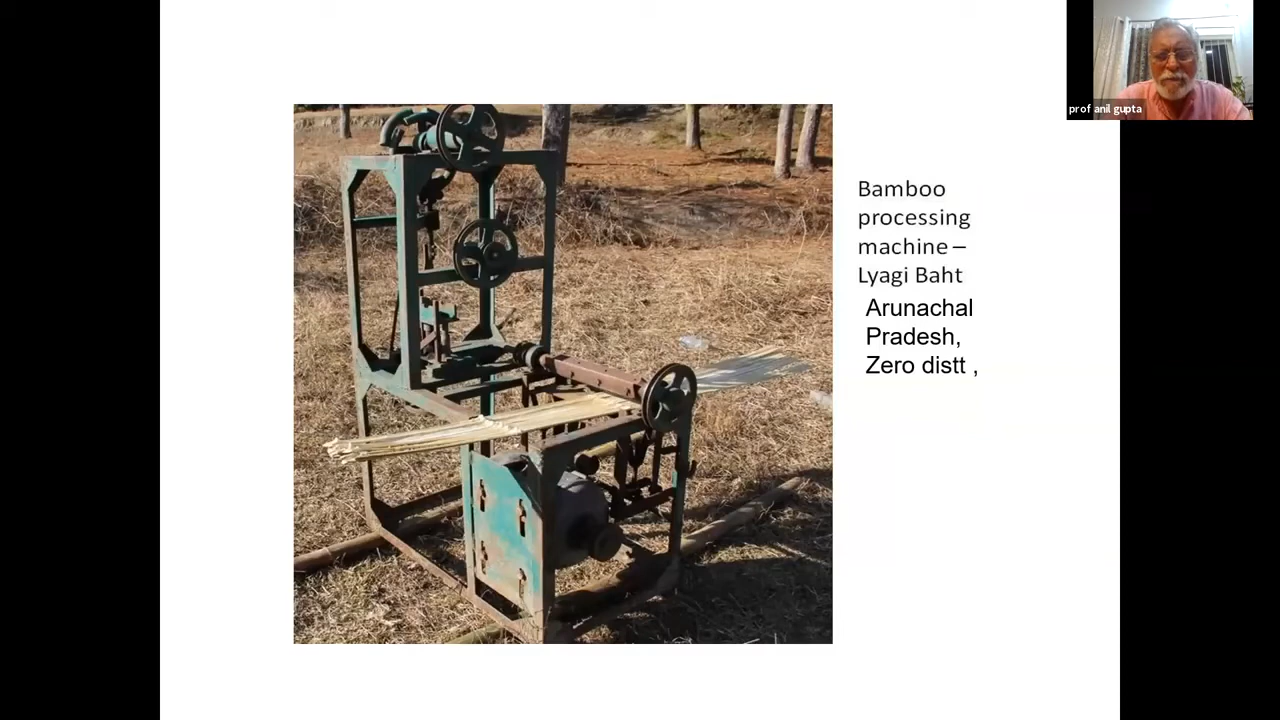 prof anil gupta
Bamboo
processing
machine –
Lyagi Baht
Arunachal
Pradesh,
Zero distt ,